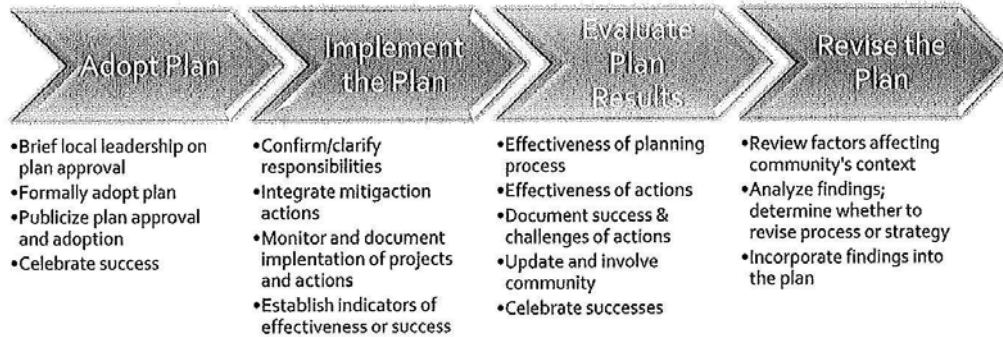 Adopt Plan
•Brief local leadership on
plan approval
•Formally adopt plan
•Publicize plan approval
and adoption
•Celebrate success
Implement
the Plan
•Confirm/clarify
responsibilities
•Integrate mitigaction
actions
•Monitor and document
implentation of projects
and actions
•Establish indicators of
effectiveness or success
Evaluate
Plan
Results
•Effectiveness of planning
process
•Effectiveness of actions
•Document success &
challenges of actions
•Update and involve
community
•Celebrate successes
Revise the
Plan
•Review factors affecting
community's context
•Analyze findings;
determine whether to
revise process or strategy
•Incorporate findings into
the plan